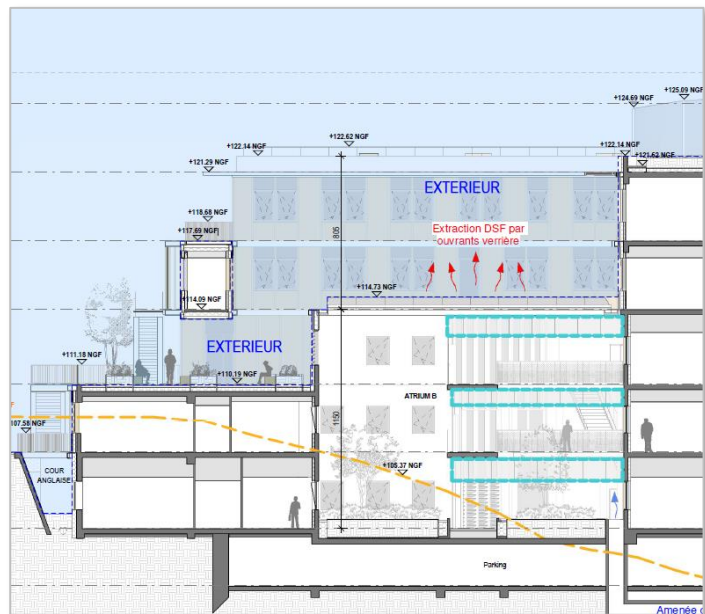 +125.09 NGF
+124.69 NGF
+122.62 NGF
+122.14 NGF
+122.14 NGF
+121.29 NGF
+121.62 NGF
EXTERIEUR
+118.68 NGF
+117.69 NGF
805
Extraction DSF par
ouvrants verrière
+114.73 NGF
+114.09 NGF
EXTERIEUR
+111.18 NGF
+110.19 NGF
ATRIUM B
1150
107.58 NGF
+105.37 NGF
COUR
ANGLAISE
Parking
Amenée